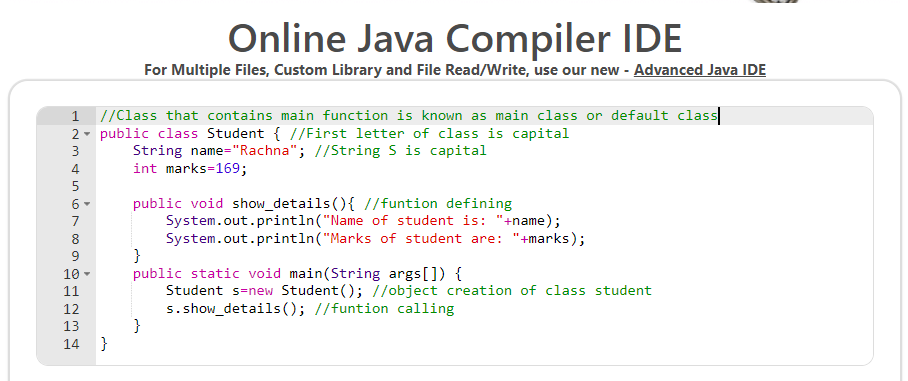 Online Java Compiler IDE
For Multiple Files, Custom Library and File Read/Write, use our new - Advanced Java IDE
1 //Class that contains main function is known as main class or default class
2 public class Student { //First letter of class is capital
3     String name="Rachna"; //String S is capital
4     int marks=169;
5
6     public void show_details(){ //funtion defining
7         System.out.println("Name of student is: "+name);
8         System.out.println("Marks of student are: "+marks);
9     }
10     public static void main(String args[]) {
11         Student s=new Student(); //object creation of class student
12         s.show_details(); //funtion calling
13     }
14 }